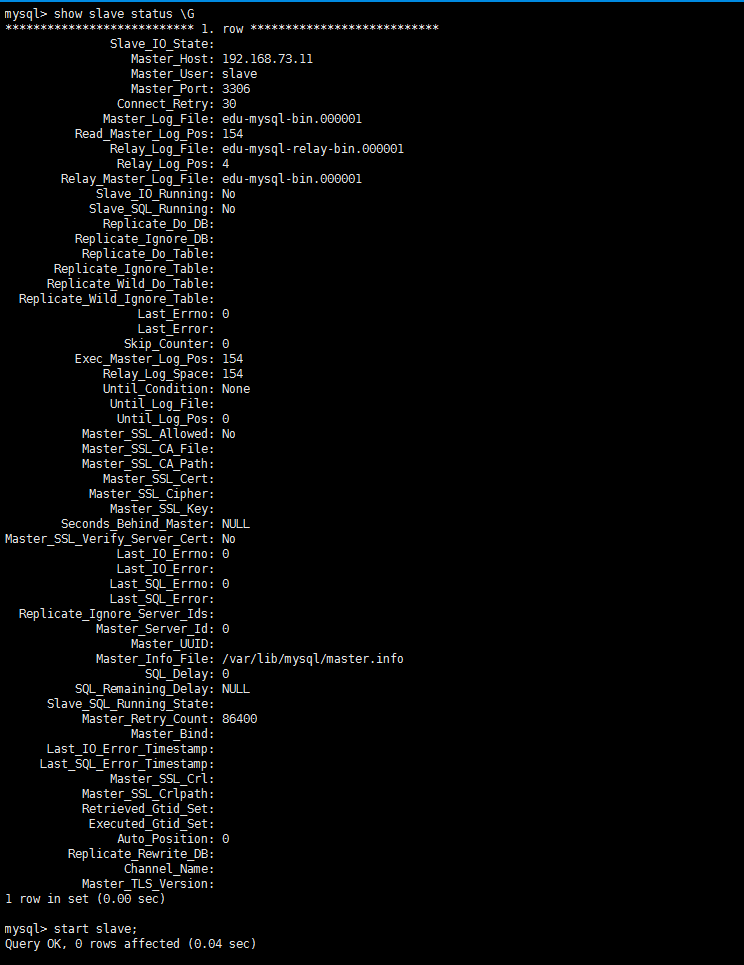 mysql> show slave status \G
*************************** 1. row ***************************
Slave_IO_State:
Master_Host: 192.168.73.11
Master_User: slave
Master_Port: 3306
Connect_Retry: 30
Master_Log_File: edu-mysql-bin.000001
Read_Master_Log_Pos: 154
Relay_Log_File: edu-mysql-relay-bin.000001
Relay_Log_Pos: 4
Relay_Master_Log_File: edu-mysql-bin.000001
Slave_IO_Running: No
Slave_SQL_Running: No
Replicate_Do_DB:
Replicate_Ignore_DB:
Replicate_Do_Table:
Replicate_Ignore_Table:
Replicate_Wild_Do_Table:
Replicate_Wild_Ignore_Table:
Last_Errno: 0
Last_Error:
Skip_Counter: 0
Exec_Master_Log_Pos: 154
Relay_Log_Space: 154
Until_Condition: None
Until_Log_File:
Until_Log_Pos: 0
Master_SSL_Allowed: No
Master_SSL_CA_File:
Master_SSL_CA_Path:
Master_SSL_Cert:
Master_SSL_Cipher:
Master_SSL_Key:
Seconds_Behind_Master: NULL
Master_SSL_Verify_Server_Cert: No
Last_IO_Errno: 0
Last_IO_Error:
Last_SQL_Errno: 0
Last_SQL_Error:
Replicate_Ignore_Server_Ids:
Master_Server_Id: 0
Master_UUID:
Master_Info_File: /var/lib/mysql/master.info
SQL_Delay: 0
SQL_Remaining_Delay: NULL
Slave_SQL_Running_State:
Master_Retry_Count: 86400
Master_Bind:
Last_IO_Error_Timestamp:
Last_SQL_Error_Timestamp:
Master_SSL_Crl:
Master_SSL_Crlpath:
Retrieved_Gtid_Set:
Executed_Gtid_Set:
Auto_Position: 0
Replicate_Rewrite_DB:
Channel_Name:
Master_TLS_Version:
1 row in set (0.00 sec)
mysql> start slave;
Query OK, 0 rows affected (0.04 sec)